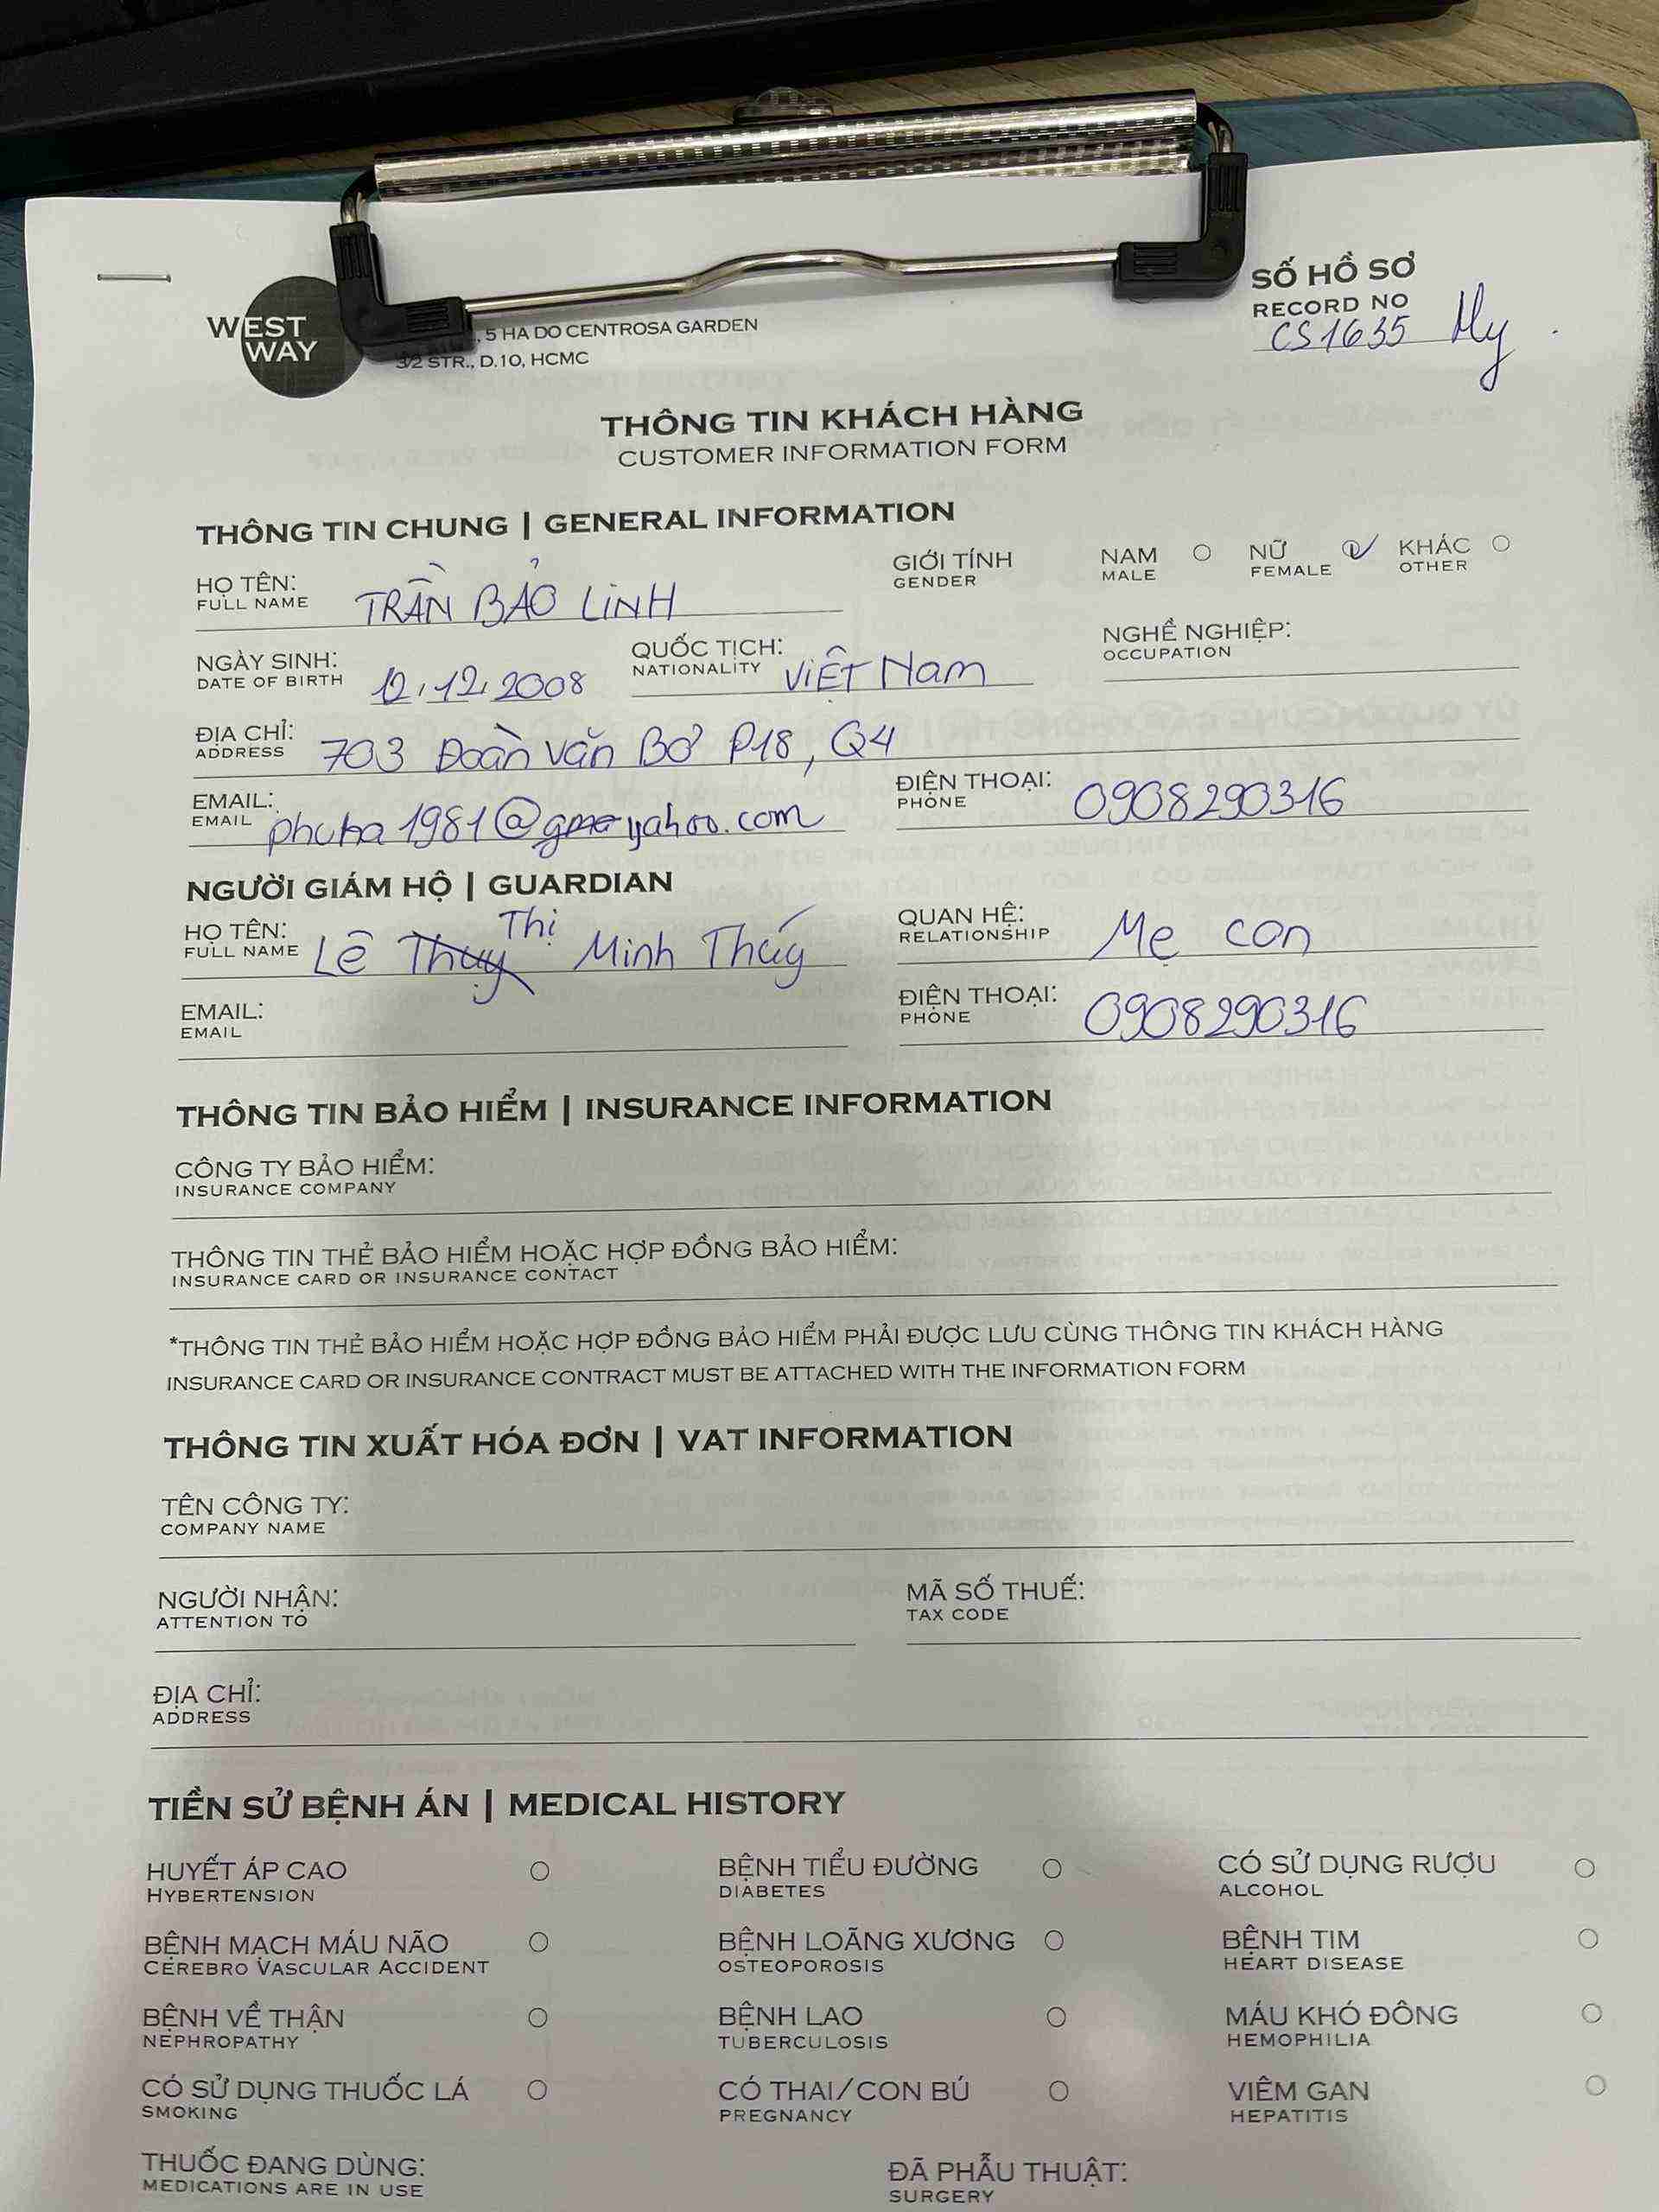 WEST
WAY
, 5 HA DO CENTROSA GARDEN
3/2 STR., D.10, HCMC
SỐ HỒ SƠ
RECORD NO
CS1635 My
THÔNG TIN KHÁCH HÀNG
CUSTOMER INFORMATION FORM
THÔNG TIN CHUNG | GENERAL INFORMATION
HỌ TÊN: TRẦN BẢO LINH
FULL NAME
GIỚI TÍNH NAM NỮ KHÁC
GENDER MALE FEMALE OTHER
NGÀY SINH: 12, 12, 2008
DATE OF BIRTH
QUỐC TỊCH: VIỆT Nam
NATIONALITY
NGHỀ NGHIỆP:
OCCUPATION
ĐỊA CHỈ: 703 Đoàn Văn Bơ P18, Q4
ADDRESS
EMAIL: phuha1981@yahoo.com
EMAIL
ĐIỆN THOẠI: 0908290316
PHONE
NGƯỜI GIÁM HỘ | GUARDIAN
HỌ TÊN: Lê Thị Minh Thúy
FULL NAME
QUAN HỆ: Mẹ con
RELATIONSHIP
EMAIL:
EMAIL
ĐIỆN THOẠI: 0908290316
PHONE
THÔNG TIN BẢO HIỂM | INSURANCE INFORMATION
CÔNG TY BẢO HIỂM:
INSURANCE COMPANY
THÔNG TIN THẺ BẢO HIỂM HOẶC HỢP ĐỒNG BẢO HIỂM:
INSURANCE CARD OR INSURANCE CONTACT
*THÔNG TIN THẺ BẢO HIỂM HOẶC HỢP ĐỒNG BẢO HIỂM PHẢI ĐƯỢC LƯU CÙNG THÔNG TIN KHÁCH HÀNG
INSURANCE CARD OR INSURANCE CONTRACT MUST BE ATTACHED WITH THE INFORMATION FORM
THÔNG TIN XUẤT HÓA ĐƠN | VAT INFORMATION
TÊN CÔNG TY:
COMPANY NAME
NGƯỜI NHẬN:
ATTENTION TO
MÃ SỐ THUẾ:
TAX CODE
ĐỊA CHỈ:
ADDRESS
TIỀN SỬ BỆNH ÁN | MEDICAL HISTORY
HUYẾT ÁP CAO BỆNH TIỂU ĐƯỜNG CÓ SỬ DỤNG RƯỢU
HYBERTENSION DIABETES ALCOHOL
BỆNH MẠCH MÁU NÃO BỆNH LOÃNG XƯƠNG BỆNH TIM
CEREBRO VASCULAR ACCIDENT OSTEOPOROSIS HEART DISEASE
BỆNH VỀ THẬN BỆNH LAO MÁU KHÓ ĐÔNG
NEPHROPATHY TUBERCULOSIS HEMOPHILIA
CÓ SỬ DỤNG THUỐC LÁ CÓ THAI/CON BÚ VIÊM GAN
SMOKING PREGNANCY HEPATITIS
THUỐC ĐANG DÙNG: ĐÃ PHẪU THUẬT:
MEDICATIONS ARE IN USE SURGERY